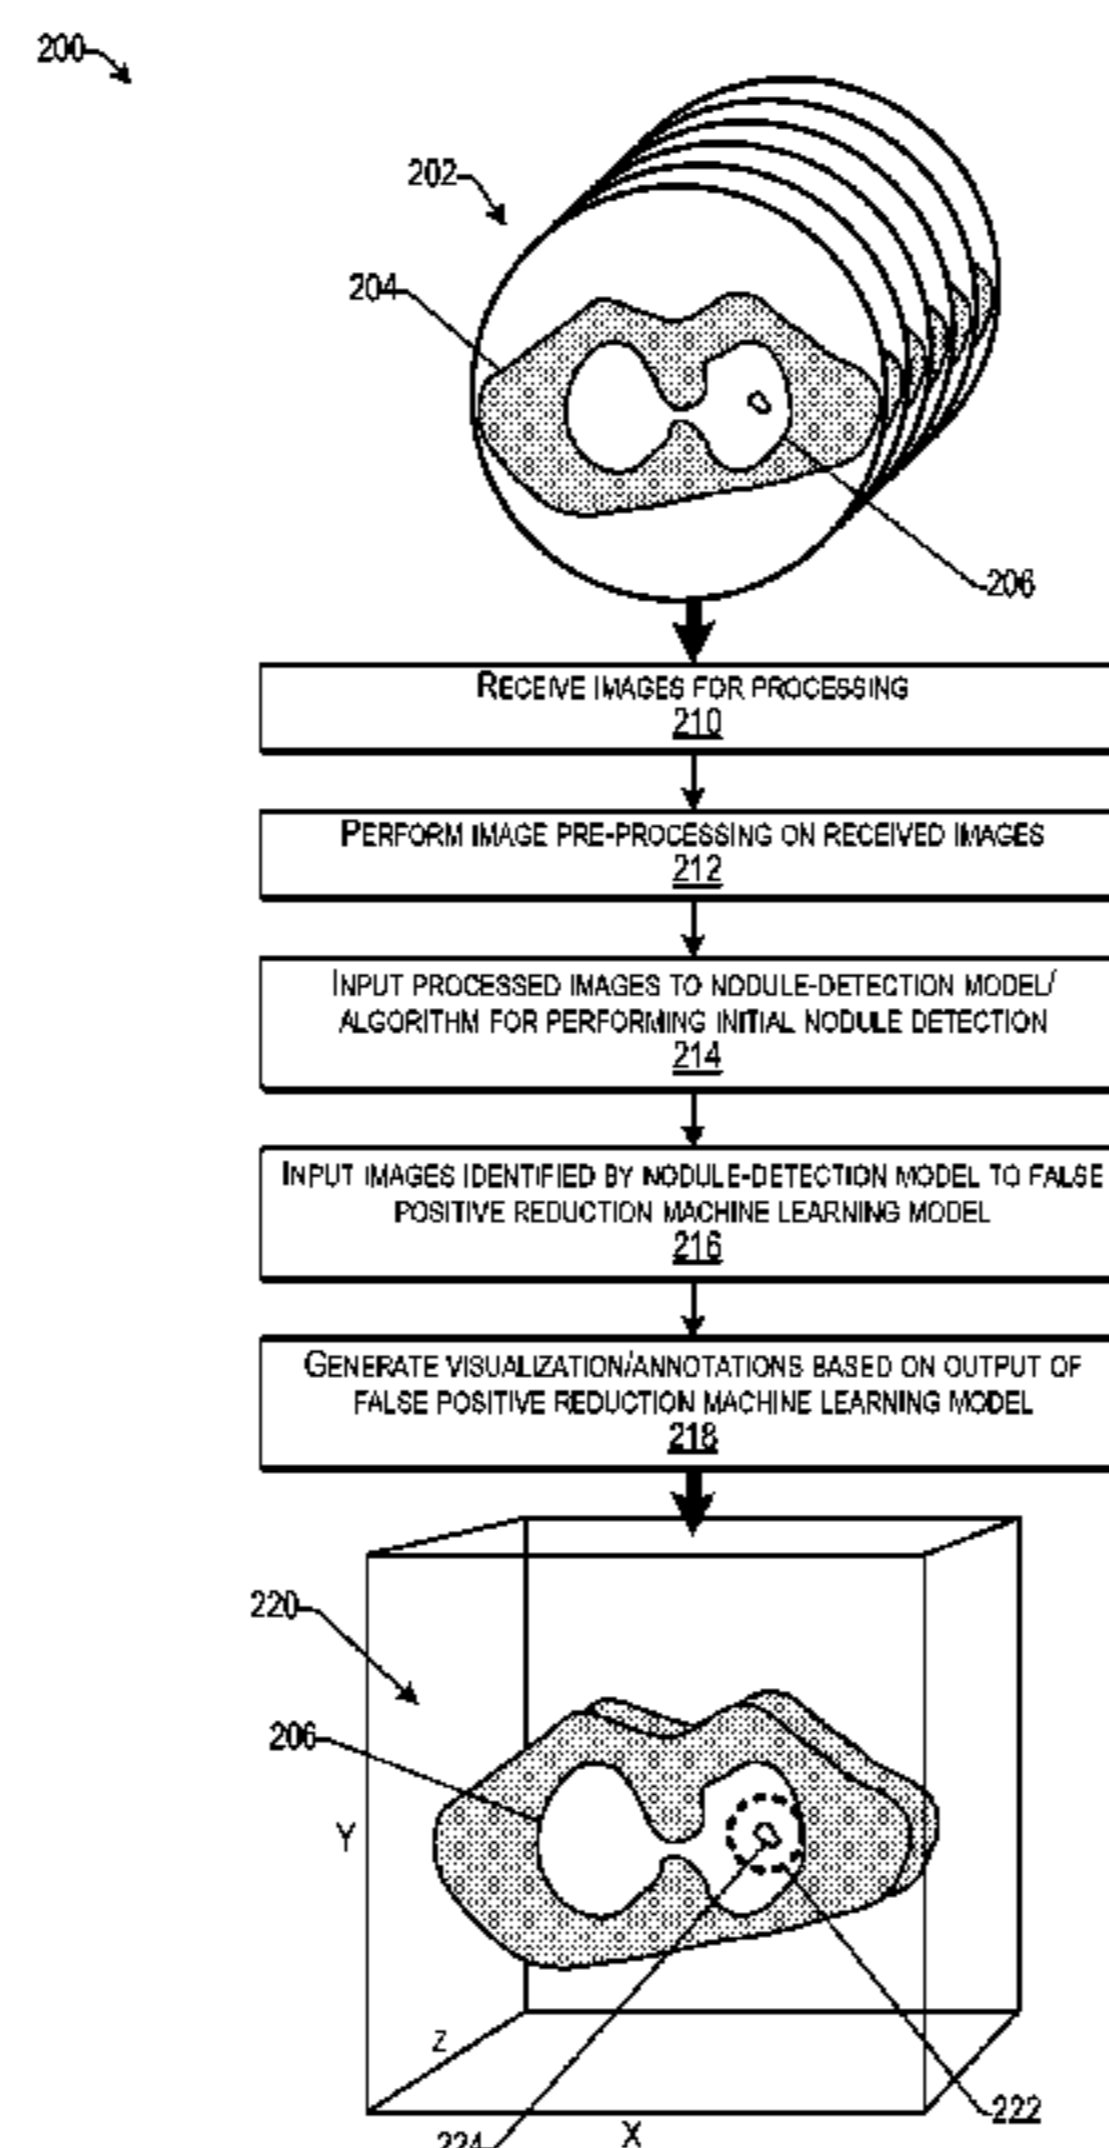 200
202
204
206
RECEIVE IMAGES FOR PROCESSING
210
PERFORM IMAGE PRE-PROCESSING ON RECEIVED IMAGES
212
INPUT PROCESSED IMAGES TO NODULE-DETECTION MODEL/
ALGORITHM FOR PERFORMING INITIAL NODULE DETECTION
214
INPUT IMAGES IDENTIFIED BY NODULE-DETECTION MODEL TO FALSE
POSITIVE REDUCTION MACHINE LEARNING MODEL
216
GENERATE VISUALIZATION/ANNOTATIONS BASED ON OUTPUT OF
FALSE POSITIVE REDUCTION MACHINE LEARNING MODEL
218
220
206
Y
Z
222
224
X